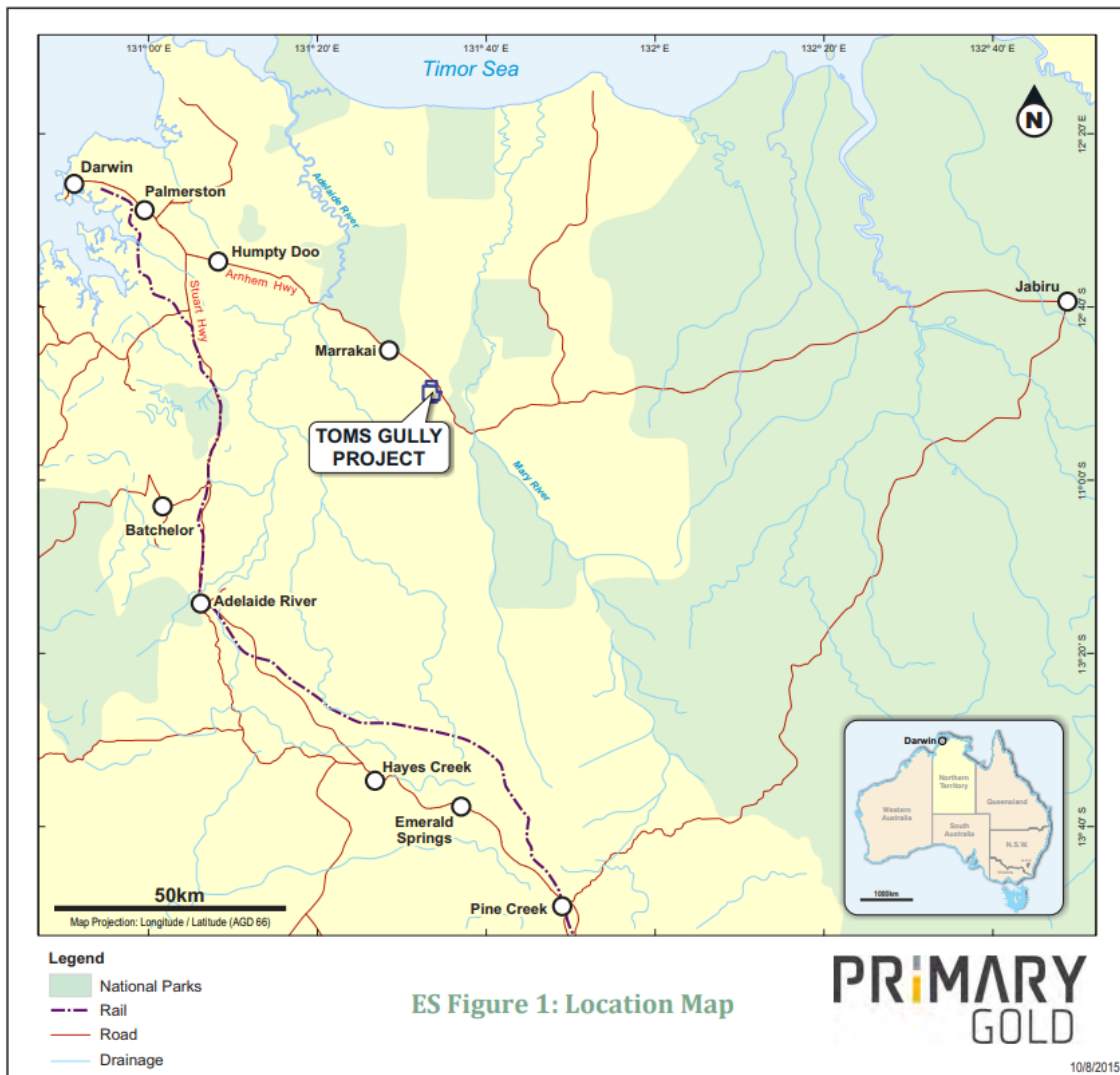 131° 00' E
131° 20' E
131° 40' E
132° E
132° 20' E
132° 40' E
Timor Sea
N
12° 20' E
Darwin
Palmerston
Adelaide River
Humpty Doo
Arnhem Hwy
Stuart Hwy
Jabiru
12° 40' S
Marrakai
TOMS GULLY
PROJECT
Mary River
11° 00' S
Batchelor
Adelaide River
13° 20' S
Hayes Creek
Emerald
Springs
13° 40' S
Pine Creek
50km
Map Projection: Longitude / Latitude (AGD 66)
Darwin
Northern
Territory
Western
Australia
Queensland
South
Australia
N.S.W.
1000km
Legend
National Parks
Rail
Road
Drainage
ES Figure 1: Location Map
PRiMARY
GOLD
10/8/2015